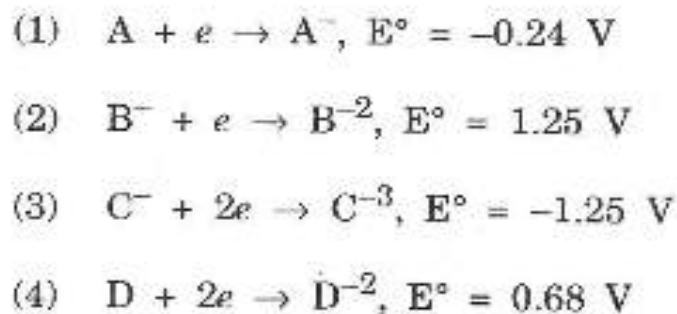 (1) A + e → A⁻, E° = –0.24 V
(2) B⁻ + e → B⁻², E° = 1.25 V
(3) C⁻ + 2e → C⁻³, E° = –1.25 V
(4) D + 2e → D⁻², E° = 0.68 V